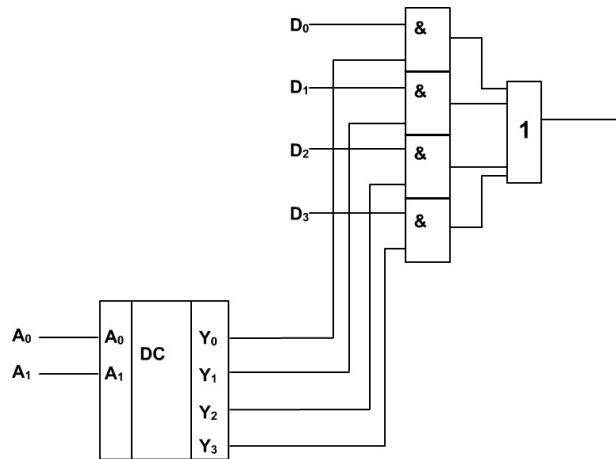 D₀
&
D₁
&
1
D₂
&
D₃
&
A₀
A₀
DC
Y₀
A₁
A₁
Y₁
Y₂
Y₃